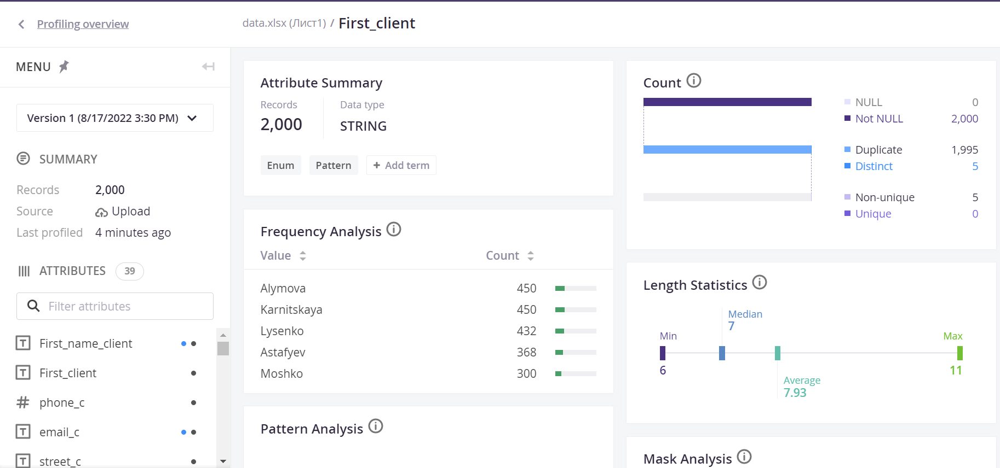 Profiling overview
data.xlsx (Лист1) / First_client
MENU
Version 1 (8/17/2022 3:30 PM)
SUMMARY
Records 2,000
Source Upload
Last profiled 4 minutes ago
ATTRIBUTES 39
Filter attributes
First_name_client
First_client
phone_c
email_c
street_c
Attribute Summary
Records Data type
2,000 STRING
Enum Pattern + Add term
Frequency Analysis
Value Count
Alymova 450
Karnitskaya 450
Lysenko 432
Astafyev 368
Moshko 300
Pattern Analysis
Count
NULL 0
Not NULL 2,000
Duplicate 1,995
Distinct 5
Non-unique 5
Unique 0
Length Statistics
Median
7
Min
6
Max
11
Average
7.93
Mask Analysis